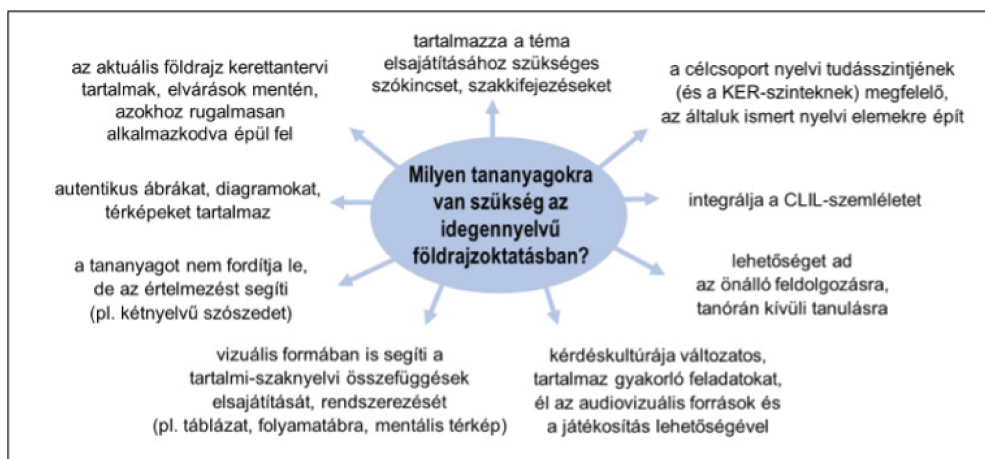 tartalmazza a téma
elsajátításához szükséges
szókincset, szakkifejezéseket
az aktuális földrajz kerettantervi
tartalmak, elvárások mentén,
azokhoz rugalmasan
alkalmazkodva épül fel
a célcsoport nyelvi tudásszintjének
(és a KER-szinteknek) megfelelő,
az általuk ismert nyelvi elemekre épít
Milyen tananyagokra
van szükség az
idegennyelvű
földrajzoktatásban?
autentikus ábrákat, diagramokat,
térképeket tartalmaz
integrálja a CLIL-szemléletet
a tananyagot nem fordítja le,
de az értelmezést segíti
(pl. kétnyelvű szószedet)
lehetőséget ad
az önálló feldolgozásra,
tanórán kívüli tanulásra
vizuális formában is segíti a
tartalmi-szaknyelvi összefüggések
elsajátítását, rendszerezését
(pl. táblázat, folyamatábra, mentális térkép)
kérdéskultúrája változatos,
tartalmaz gyakorló feladatokat,
él az audiovizuális források és
a játékosítás lehetőségével